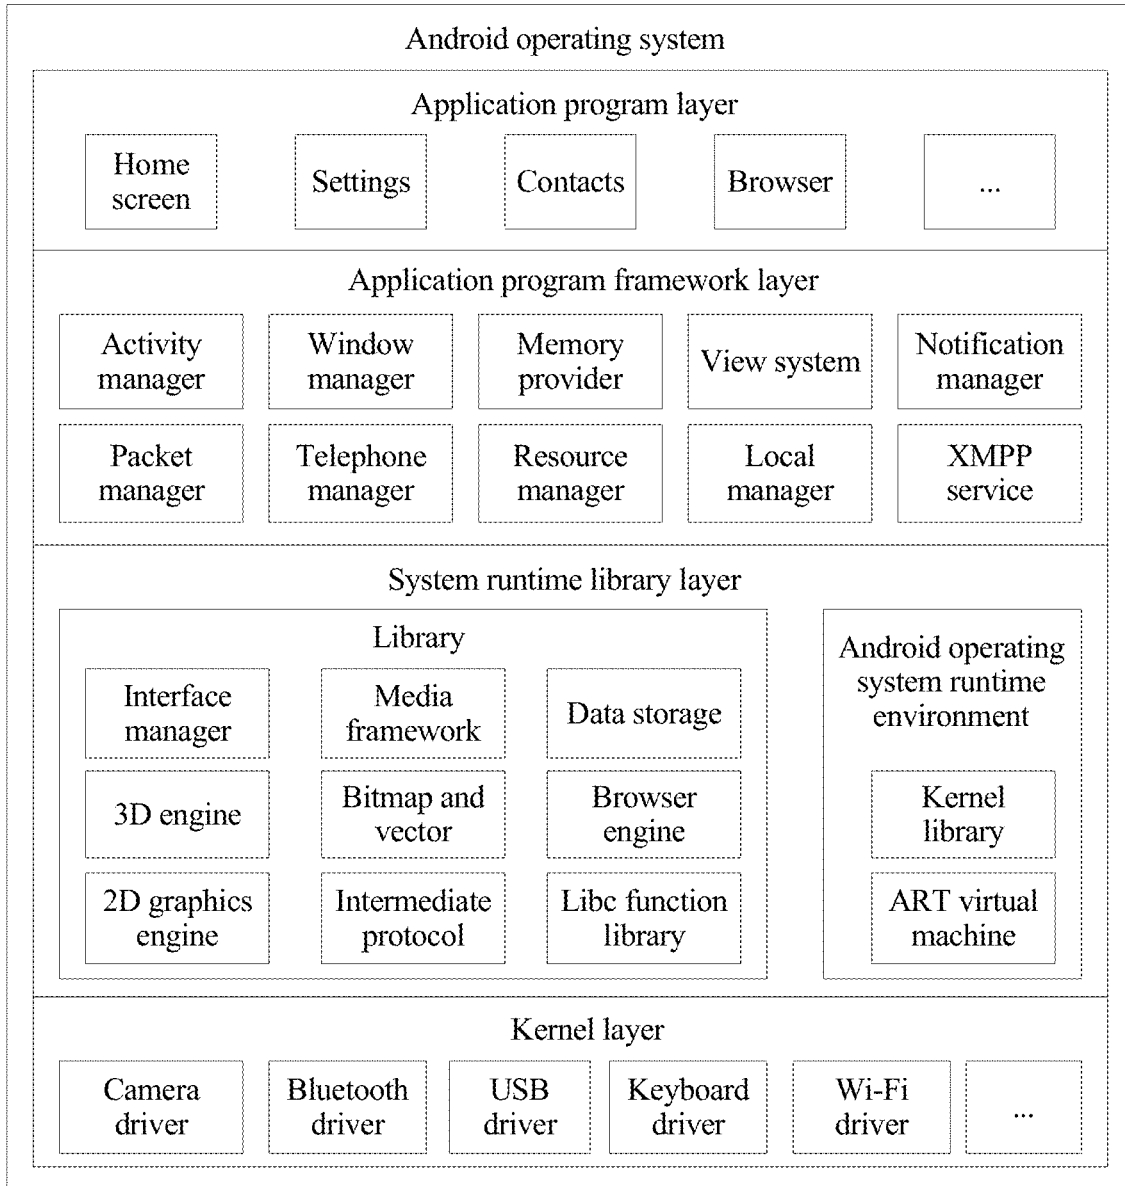 Android operating system
Application program layer
Home
screen
Settings
Contacts
Browser
...
Application program framework layer
Activity
manager
Window
manager
Memory
provider
View system
Notification
manager
Packet
manager
Telephone
manager
Resource
manager
Local
manager
XMPP
service
System runtime library layer
Library
Interface
manager
Media
framework
Data storage
3D engine
Bitmap and
vector
Browser
engine
2D graphics
engine
Intermediate
protocol
Libc function
library
Android operating
system runtime
environment
Kernel
library
ART virtual
machine
Kernel layer
Camera
driver
Bluetooth
driver
USB
driver
Keyboard
driver
Wi-Fi
driver
...